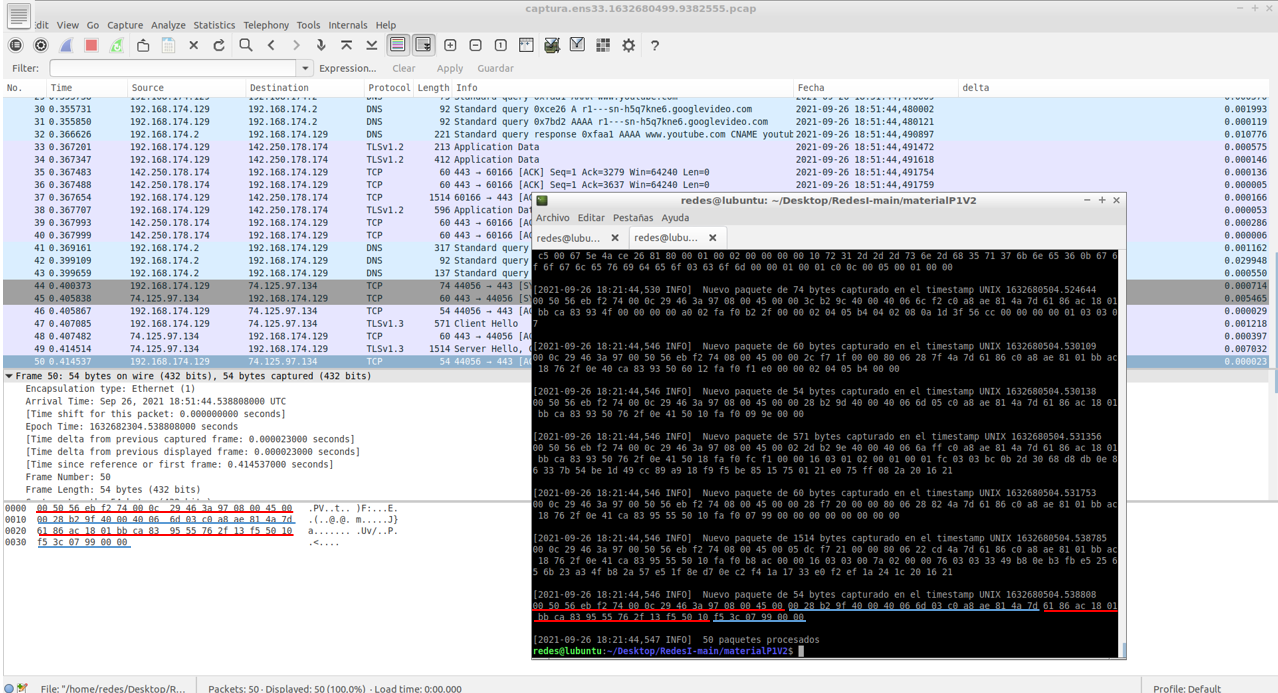 captura.ens33.1632680499.9382555.pcap
dit View Go Capture Analyze Statistics Telephony Tools Internals Help
Filter: Expression... Clear Apply Guardar
No. Time Source Destination Protocol Length Info Fecha delta
30 0.355731 192.168.174.129 192.168.174.2 DNS 92 Standard query 0xce26 A r1---sn-h5q7kne6.googlevideo.com 2021-09-26 18:51:44,480002 0.001993
31 0.355850 192.168.174.129 192.168.174.2 DNS 92 Standard query 0x7bd2 AAAA r1---sn-h5q7kne6.googlevideo.com 2021-09-26 18:51:44,480121 0.000119
32 0.366626 192.168.174.2 192.168.174.129 DNS 221 Standard query response 0xfaa1 AAAA www.youtube.com CNAME youtub 2021-09-26 18:51:44,490897 0.010776
33 0.367201 192.168.174.129 142.250.178.174 TLSv1.2 213 Application Data 2021-09-26 18:51:44,491472 0.000575
34 0.367347 192.168.174.129 142.250.178.174 TLSv1.2 412 Application Data 2021-09-26 18:51:44,491618 0.000146
35 0.367483 142.250.178.174 192.168.174.129 TCP 60 443 → 60166 [ACK] Seq=1 Ack=3279 Win=64240 Len=0 2021-09-26 18:51:44,491754 0.000136
36 0.367488 142.250.178.174 192.168.174.129 TCP 60 443 → 60166 [ACK] Seq=1 Ack=3637 Win=64240 Len=0 2021-09-26 18:51:44,491759 0.000005
37 0.367654 192.168.174.129 142.250.178.174 TCP 1514 60166 → 443 [ 0.000166
38 0.367707 192.168.174.129 142.250.178.174 TLSv1.2 596 Application Dat 0.000053
39 0.367993 142.250.178.174 192.168.174.129 TCP 60 443 → 60166 [AC 0.000286
40 0.367999 142.250.178.174 192.168.174.129 TCP 60 443 → 60166 [AC 0.000006
41 0.369161 192.168.174.2 192.168.174.129 DNS 317 Standard query 0.001162
42 0.399109 192.168.174.129 192.168.174.2 DNS 92 Standard query 0.029948
43 0.399659 192.168.174.2 192.168.174.129 DNS 137 Standard query 0.000550
44 0.400373 192.168.174.129 74.125.97.134 TCP 74 44056 → 443 [SY 0.000714
45 0.405838 74.125.97.134 192.168.174.129 TCP 60 443 → 44056 [SY 0.005465
46 0.405867 192.168.174.129 74.125.97.134 TCP 54 44056 → 443 [AC 0.000029
47 0.407085 192.168.174.129 74.125.97.134 TLSv1.3 571 Client Hello 0.001218
48 0.407482 74.125.97.134 192.168.174.129 TCP 60 443 → 44056 [AC 0.000397
49 0.414514 74.125.97.134 192.168.174.129 TLSv1.3 1514 Server Hello, C 0.007032
50 0.414537 192.168.174.129 74.125.97.134 TCP 54 44056 → 443 [AC 0.000023
Frame 50: 54 bytes on wire (432 bits), 54 bytes captured (432 bits)
Encapsulation type: Ethernet (1)
Arrival Time: Sep 26, 2021 18:51:44.538808000 UTC
[Time shift for this packet: 0.000000000 seconds]
Epoch Time: 1632682304.538808000 seconds
[Time delta from previous captured frame: 0.000023000 seconds]
[Time delta from previous displayed frame: 0.000023000 seconds]
[Time since reference or first frame: 0.414537000 seconds]
Frame Number: 50
Frame Length: 54 bytes (432 bits)
0000 00 50 56 eb f2 74 00 0c 29 46 3a 97 08 00 45 00 .PV..t.. )F:...E.
0010 00 28 b2 9f 40 00 40 06 6d 03 c0 a8 ae 81 4a 7d .(..@.@. m.....J}
0020 61 86 ac 18 01 bb ca 83 95 55 76 2f 13 f5 50 10 a....... .Uv/..P.
0030 f5 3c 07 99 00 00 .<....
redes@lubuntu: ~/Desktop/RedesI-main/materialP1V2
Archivo Editar Pestañas Ayuda
redes@lubu... redes@lubu...
c5 00 67 5e 4a ce 26 81 80 00 01 00 02 00 00 00 00 10 72 31 2d 2d 2d 73 6e 2d 68 35 71 37 6b 6e 65 36 0b 67 6
f 6f 67 6c 65 76 69 64 65 6f 03 63 6f 6d 00 00 01 00 01 c0 0c 00 05 00 01 00 00
[2021-09-26 18:21:44,530 INFO] Nuevo paquete de 74 bytes capturado en el timestamp UNIX 1632680504.524644
00 50 56 eb f2 74 00 0c 29 46 3a 97 08 00 45 00 00 3c b2 9c 40 00 40 06 6c f2 c0 a8 ae 81 4a 7d 61 86 ac 18 01
bb ca 83 93 4f 00 00 00 00 a0 02 fa f0 b2 2f 00 00 02 04 05 b4 04 02 08 0a 1d 3f 56 cc 00 00 00 00 01 03 03 0
7
[2021-09-26 18:21:44,546 INFO] Nuevo paquete de 60 bytes capturado en el timestamp UNIX 1632680504.530109
00 0c 29 46 3a 97 00 50 56 eb f2 74 08 00 45 00 00 2c f7 1f 00 00 80 06 28 7f 4a 7d 61 86 c0 a8 ae 81 01 bb ac
18 76 2f 0e 40 ca 83 93 50 60 12 fa f0 f1 e0 00 00 02 04 05 b4 00 00
[2021-09-26 18:21:44,546 INFO] Nuevo paquete de 54 bytes capturado en el timestamp UNIX 1632680504.530138
00 50 56 eb f2 74 00 0c 29 46 3a 97 08 00 45 00 00 28 b2 9d 40 00 40 06 6d 05 c0 a8 ae 81 4a 7d 61 86 ac 18 01
bb ca 83 93 50 76 2f 0e 41 50 10 fa f0 09 9e 00 00
[2021-09-26 18:21:44,546 INFO] Nuevo paquete de 571 bytes capturado en el timestamp UNIX 1632680504.531356
00 50 56 eb f2 74 00 0c 29 46 3a 97 08 00 45 00 02 2d b2 9e 40 00 40 06 6a ff c0 a8 ae 81 4a 7d 61 86 ac 18 01
bb ca 83 93 50 76 2f 0e 41 50 18 fa f0 fc f1 00 00 16 03 01 02 00 01 00 01 fc 03 03 bc 0b 2d 30 68 d8 db 0e 8
6 33 7b 54 be 1d 49 cc 89 a9 18 f9 f5 be 85 15 75 01 21 e0 75 ff 08 2a 20 16 21
[2021-09-26 18:21:44,546 INFO] Nuevo paquete de 60 bytes capturado en el timestamp UNIX 1632680504.531753
00 0c 29 46 3a 97 00 50 56 eb f2 74 08 00 45 00 00 28 f7 20 00 00 80 06 28 82 4a 7d 61 86 c0 a8 ae 81 01 bb ac
18 76 2f 0e 41 ca 83 95 55 50 10 fa f0 07 99 00 00 00 00 00 00 00 00
[2021-09-26 18:21:44,546 INFO] Nuevo paquete de 1514 bytes capturado en el timestamp UNIX 1632680504.538785
00 0c 29 46 3a 97 00 50 56 eb f2 74 08 00 45 00 05 dc f7 21 00 00 80 06 22 cd 4a 7d 61 86 c0 a8 ae 81 01 bb ac
18 76 2f 0e 41 ca 83 95 55 50 10 fa f0 b8 ac 00 00 16 03 03 00 7a 02 00 00 76 03 03 33 49 b8 0e b3 fb e5 25 6
5 6b 23 a3 4f b8 2a 57 e5 1f 8e d7 0e c2 f4 1a 17 33 e0 f2 ef 1a 24 1c 20 16 21
[2021-09-26 18:21:44,546 INFO] Nuevo paquete de 54 bytes capturado en el timestamp UNIX 1632680504.538808
00 50 56 eb f2 74 00 0c 29 46 3a 97 08 00 45 00 00 28 b2 9f 40 00 40 06 6d 03 c0 a8 ae 81 4a 7d 61 86 ac 18 01
bb ca 83 95 55 76 2f 13 f5 50 10 f5 3c 07 99 00 00
[2021-09-26 18:21:44,547 INFO] 50 paquetes procesados
redes@lubuntu:~/Desktop/RedesI-main/materialP1V2$
File: "/home/redes/Desktop/R... Packets: 50 · Displayed: 50 (100,0%) · Load time: 0:00.000 Profile: Default